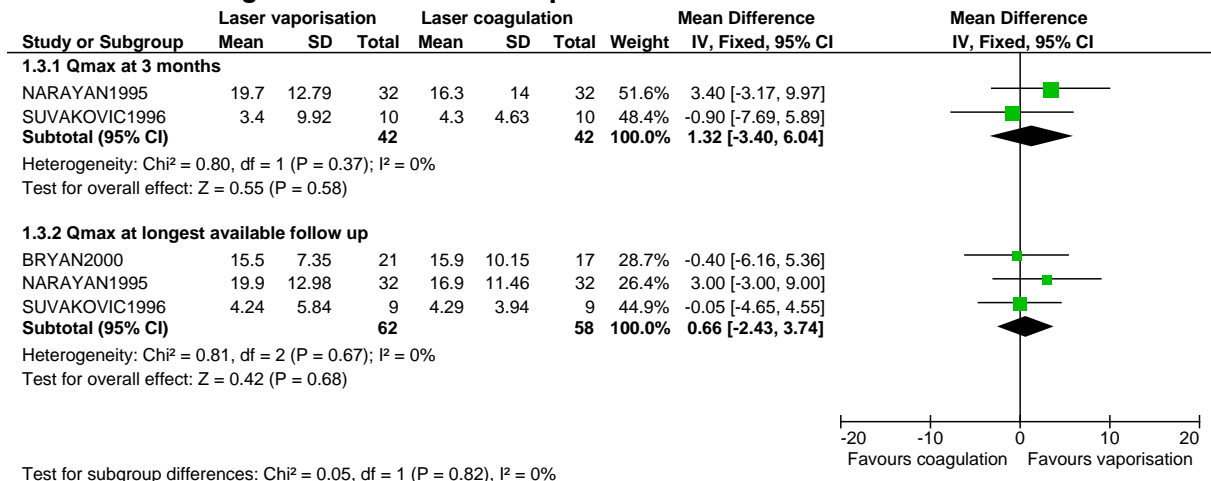 Laser vaporisation Laser coagulation Mean Difference Mean Difference
Study or Subgroup Mean SD Total Mean SD Total Weight IV, Fixed, 95% CI IV, Fixed, 95% CI
1.3.1 Qmax at 3 months
NARAYAN1995 19.7 12.79 32 16.3 14 32 51.6% 3.40 [-3.17, 9.97]
SUVAKOVIC1996 3.4 9.92 10 4.3 4.63 10 48.4% -0.90 [-7.69, 5.89]
Subtotal (95% CI) 42 42 100.0% 1.32 [-3.40, 6.04]
Heterogeneity: Chi² = 0.80, df = 1 (P = 0.37); I² = 0%
Test for overall effect: Z = 0.55 (P = 0.58)
1.3.2 Qmax at longest available follow up
BRYAN2000 15.5 7.35 21 15.9 10.15 17 28.7% -0.40 [-6.16, 5.36]
NARAYAN1995 19.9 12.98 32 16.9 11.46 32 26.4% 3.00 [-3.00, 9.00]
SUVAKOVIC1996 4.24 5.84 9 4.29 3.94 9 44.9% -0.05 [-4.65, 4.55]
Subtotal (95% CI) 62 58 100.0% 0.66 [-2.43, 3.74]
Heterogeneity: Chi² = 0.81, df = 2 (P = 0.67); I² = 0%
Test for overall effect: Z = 0.42 (P = 0.68)
-20 -10 0 10 20
Favours coagulation Favours vaporisation
Test for subgroup differences: Chi² = 0.05, df = 1 (P = 0.82), I² = 0%